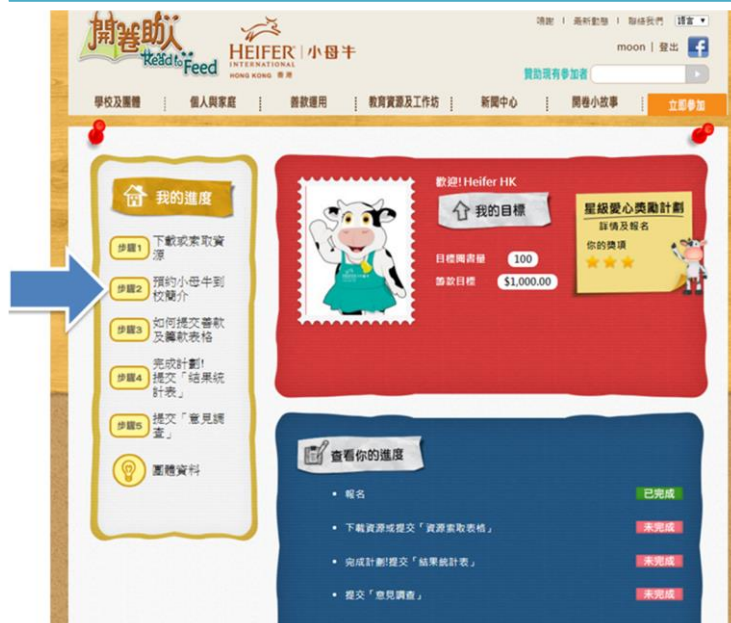 開卷助人
Read to Feed
HEIFER
INTERNATIONAL
HONG KONG 香港
小母牛
鳴謝 | 最新動態 | 聯絡我們 語言
moon | 登出
贊助現有參加者
學校及團體
個人與家庭
善款運用
教育資源及工作坊
新聞中心
開卷小故事
立即參加
我的進度
步驟1
下載或索取資
源
步驟2
預約小母牛到
校簡介
步驟3
如何提交善款
及籌款表格
步驟4
完成計劃!
提交「結果統
計表」
步驟5
提交「意見調
查」
團體資料
歡迎! Heifer HK
我的目標
目標閱書量 100
籌款目標 $1,000.00
星級愛心獎勵計劃
詳情及報名
你的獎項
查看你的進度
報名 已完成
下載資源或提交「資源索取表格」 未完成
完成計劃!提交「結果統計表」 未完成
提交「意見調查」 未完成